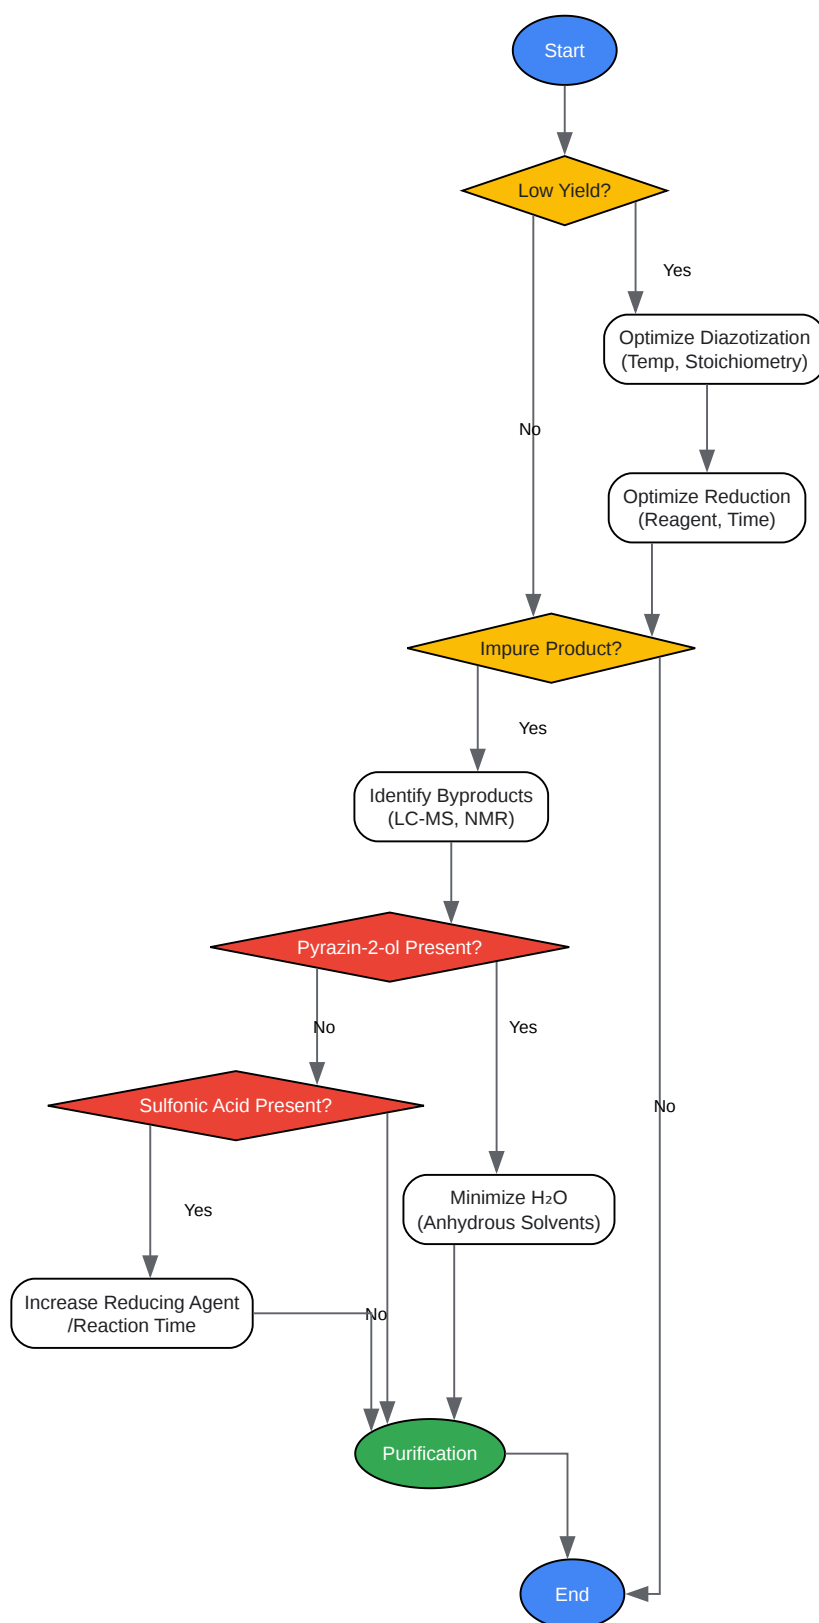 Start
Low Yield?
Yes
Optimize Diazotization
(Temp, Stoichiometry)
No
Optimize Reduction
(Reagent, Time)
Impure Product?
Yes
Identify Byproducts
(LC-MS, NMR)
Pyrazin-2-ol Present?
No
Yes
Sulfonic Acid Present?
No
Minimize H₂O
(Anhydrous Solvents)
Yes
Increase Reducing Agent
/Reaction Time
No
Purification
End